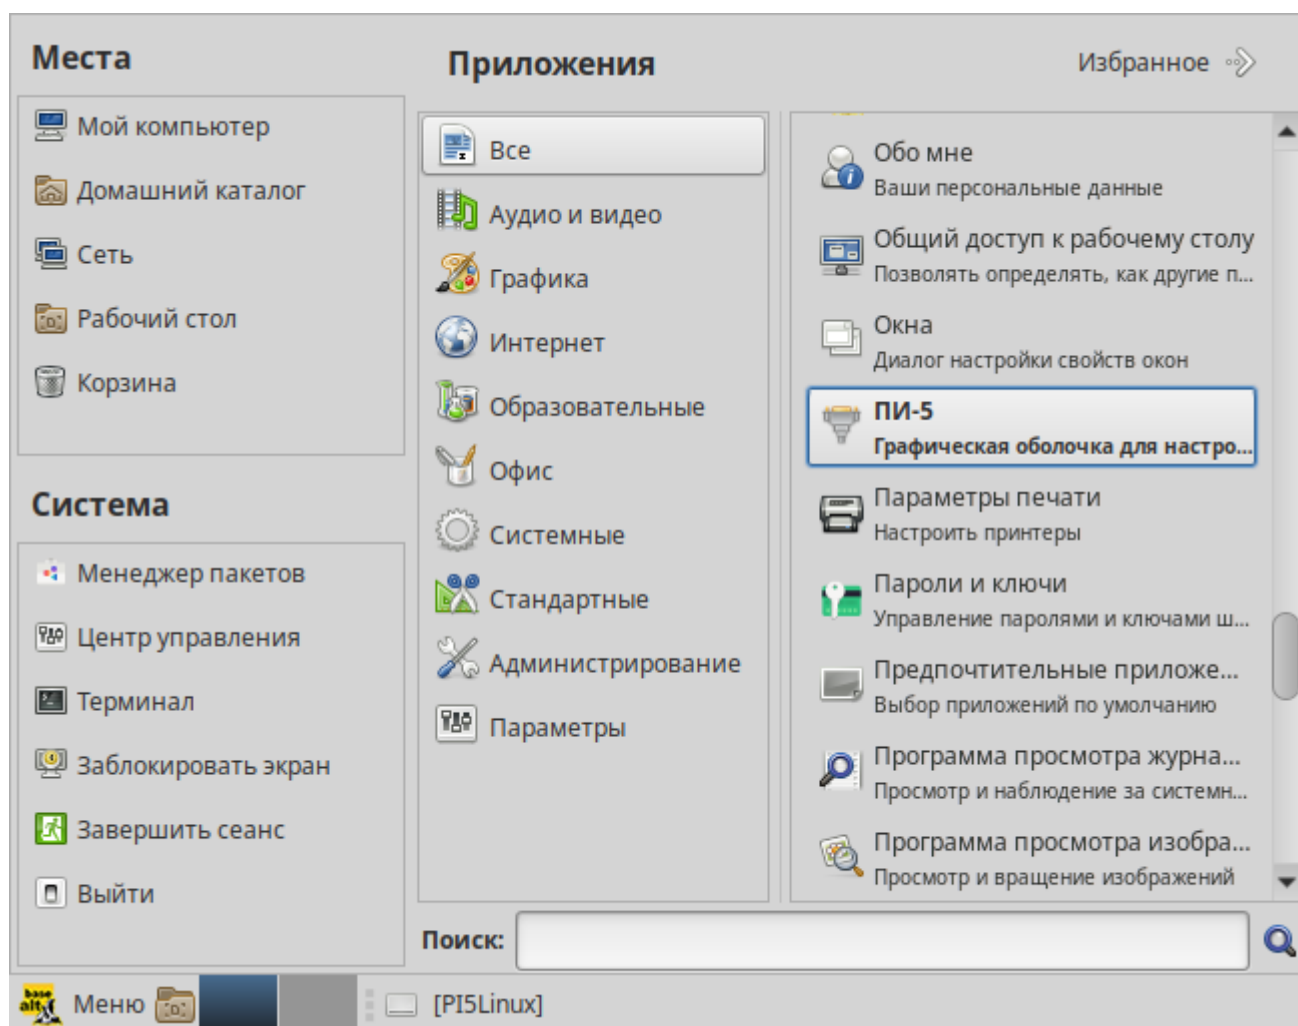 Места
Мой компьютер
Домашний каталог
Сеть
Рабочий стол
Корзина
Система
Менеджер пакетов
Центр управления
Терминал
Заблокировать экран
Завершить сеанс
Выйти
Приложения
Избранное
Все
Аудио и видео
Графика
Интернет
Образовательные
Офис
Системные
Стандартные
Администрирование
Параметры
Обо мне
Ваши персональные данные
Общий доступ к рабочему столу
Позволять определять, как другие п...
Окна
Диалог настройки свойств окон
ПИ-5
Графическая оболочка для настро...
Параметры печати
Настроить принтеры
Пароли и ключи
Управление паролями и ключами ш...
Предпочтительные приложе...
Выбор приложений по умолчанию
Программа просмотра журна...
Просмотр и наблюдение за системн...
Программа просмотра изобра...
Просмотр и вращение изображений
Поиск:
base
alt
Меню
[PI5Linux]